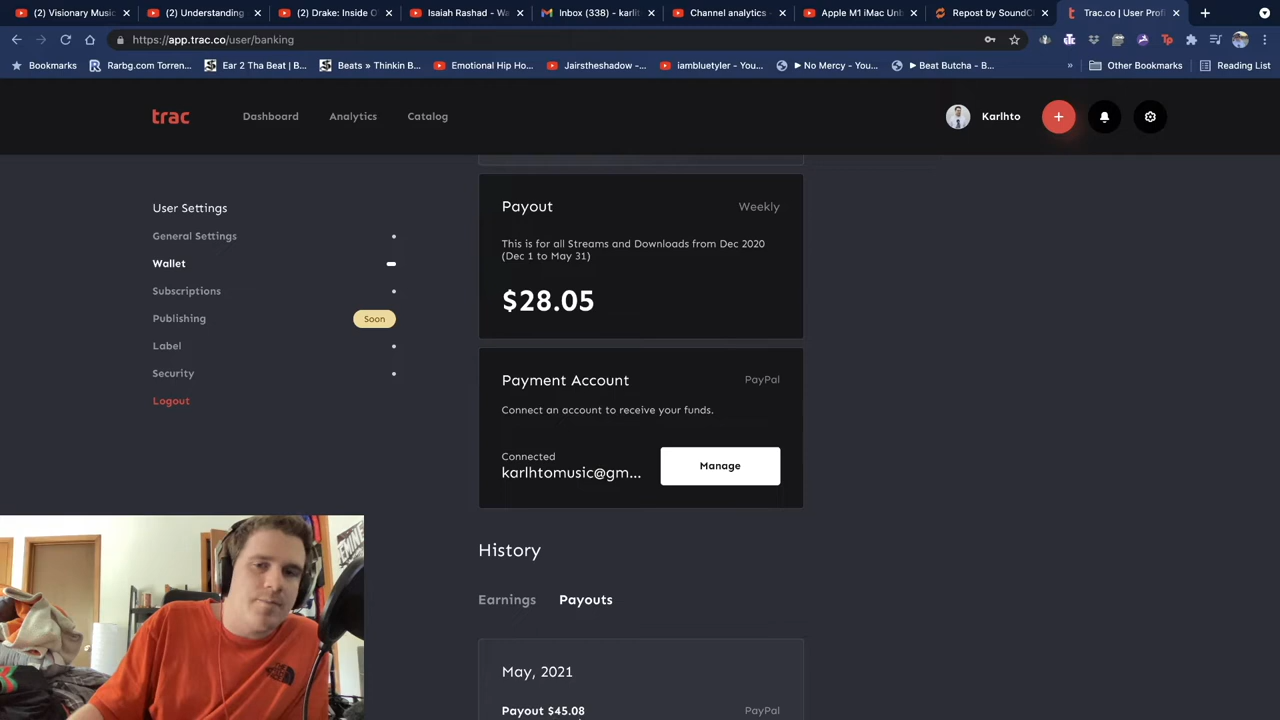 (2) Visionary Music
(2) Understanding
(2) Drake: Inside O
Isaiah Rashad - Wa
Inbox (338) - karlit
Channel analytics -
Apple M1 iMac Unb
Repost by SoundCl
Trac.co | User Profi
https://app.trac.co/user/banking
Bookmarks
Rarbg.com Torren...
Ear 2 Tha Beat | B...
Beats » Thinkin B...
Emotional Hip Ho...
Jairstheshadow -...
iambluetyler - You...
►No Mercy - You...
►Beat Butcha - B...
»
Other Bookmarks
Reading List
trac
Dashboard
Analytics
Catalog
Karlhto
User Settings
General Settings
Wallet
Subscriptions
Publishing
Soon
Label
Security
Logout
Payout
Weekly
This is for all Streams and Downloads from Dec 2020
(Dec 1 to May 31)
$28.05
Payment Account
PayPal
Connect an account to receive your funds.
Connected
karlhtomusic@gm...
Manage
History
Earnings
Payouts
May, 2021
Payout $45.08
PayPal